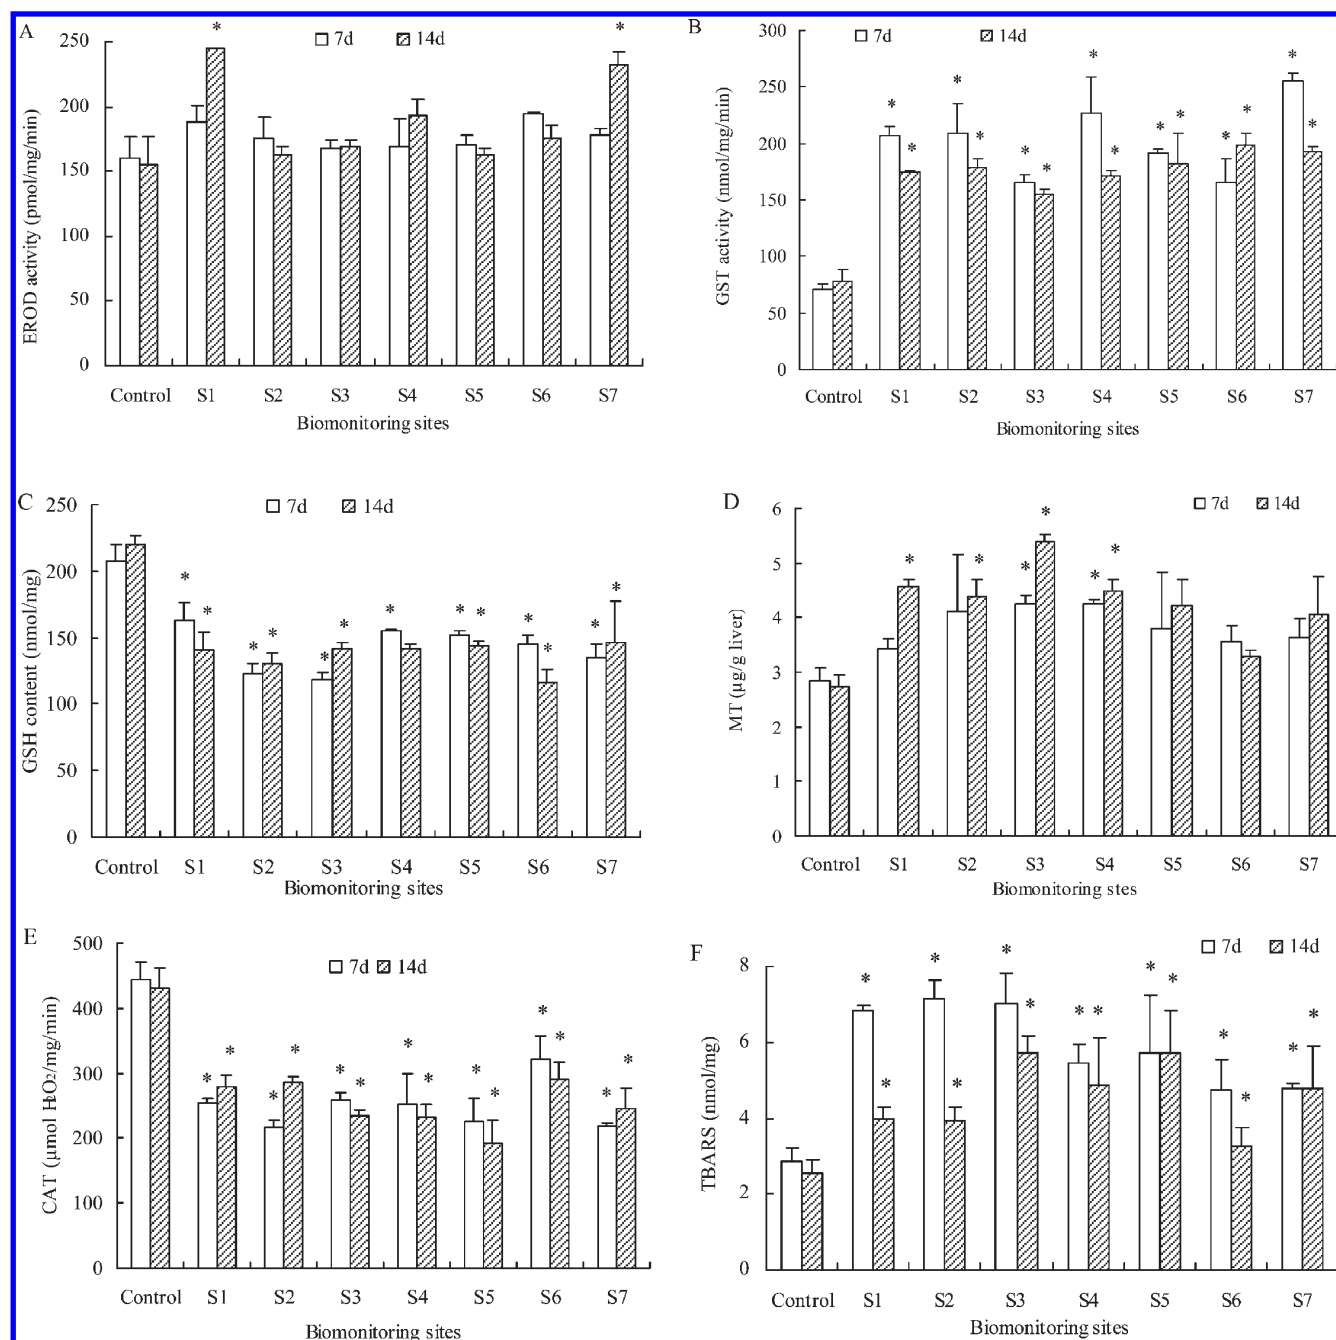 A
7d 14d
*
*
250
200
150
100
50
0
EROD activity (pmol/mg/min)
Control S1 S2 S3 S4 S5 S6 S7
Biomonitoring sites
B
7d 14d
300
250
200
150
100
50
0
GST activity (nmol/mg/min)
* * * * * * * * * * * * * *
Control S1 S2 S3 S4 S5 S6 S7
Biomonitoring sites
C
7d 14d
250
200
150
100
50
0
GSH content (nmol/mg)
* * * * * * * * * * * * *
Control S1 S2 S3 S4 S5 S6 S7
Biomonitoring sites
D
7d 14d
6
5
4
3
2
1
0
MT (µg/g liver)
* * * * * *
Control S1 S2 S3 S4 S5 S6 S7
Biomonitoring stes
E
7d 14d
500
400
300
200
100
0
CAT (µmol H2O2/mg/min)
* * * * * * * * * * * * * *
Control S1 S2 S3 S4 S5 S6 S7
Biomonitoring sites
F
7d 14d
8
6
4
2
0
TBARS (nmol/mg)
* * * * * * * * * * * * * *
Control S1 S2 S3 S4 S5 S6 S7
Biomonitoring sites